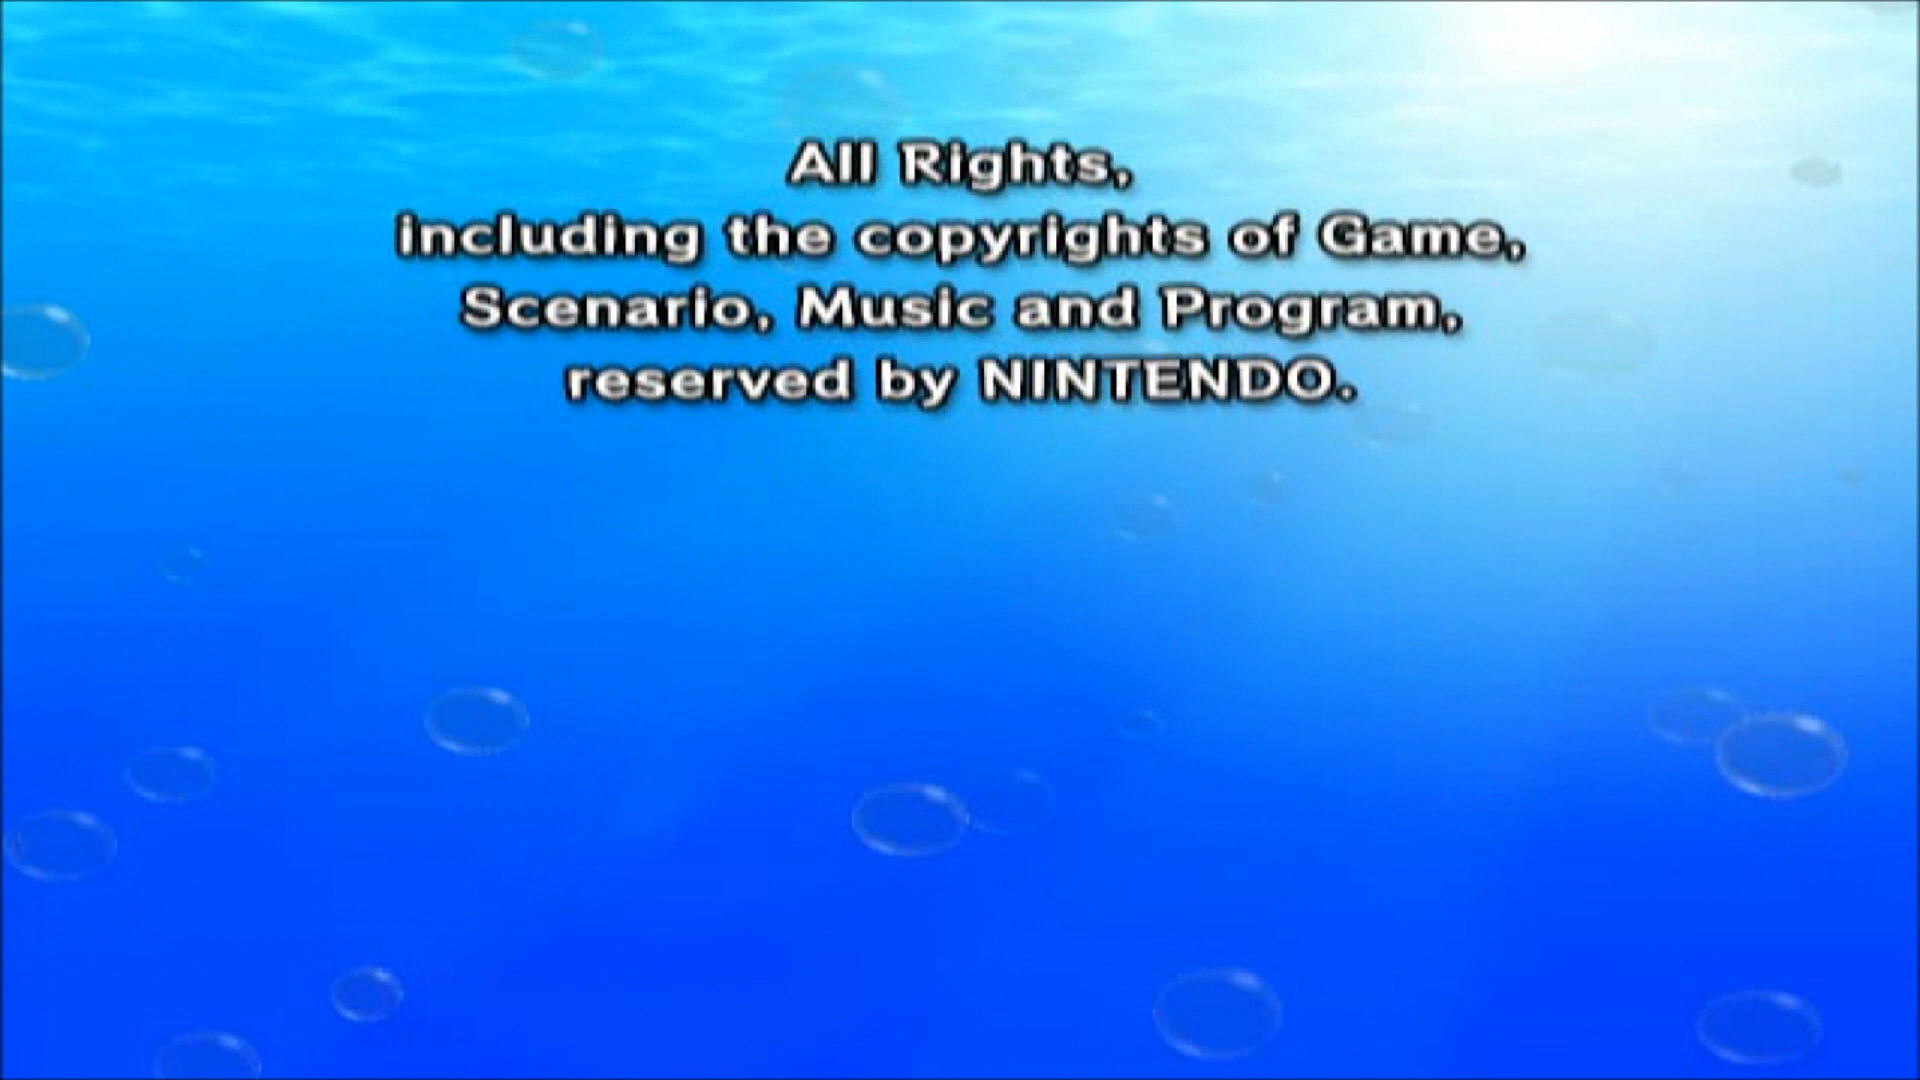 All Rights,
including the copyrights of Game,
Scenario, Music and Program,
reserved by NINTENDO.